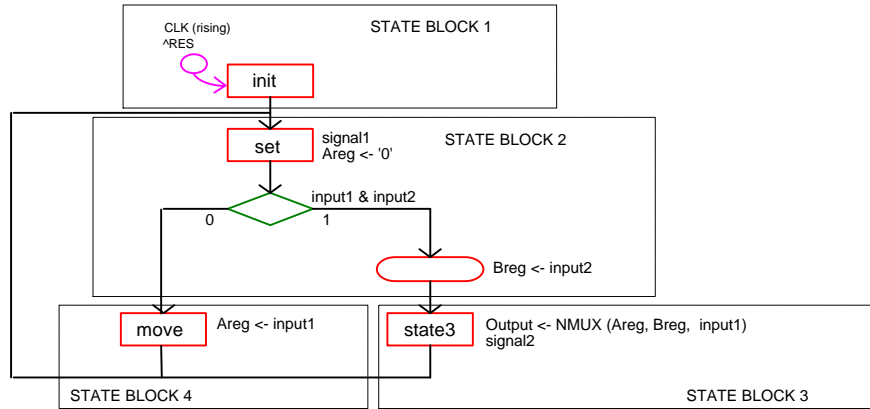 CLK (rising)
^RES
STATE BLOCK 1
init
STATE BLOCK 2
set
signal1
Areg <- '0'
input1 & input2
0
1
Breg <- input2
move
Areg <- input1
state3
Output <- NMUX (Areg, Breg, input1)
signal2
STATE BLOCK 4
STATE BLOCK 3